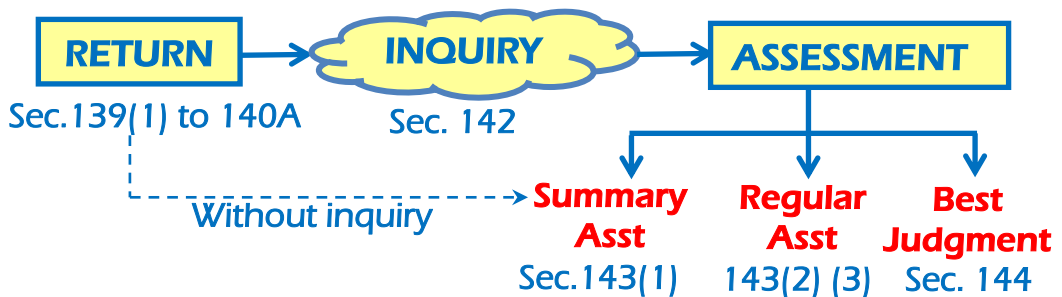 RETURN
INQUIRY
ASSESSMENT
Sec.139(1) to 140A
Sec. 142
Without inquiry
Summary
Asst
Sec.143(1)
Regular
Asst
143(2) (3)
Best
Judgment
Sec. 144